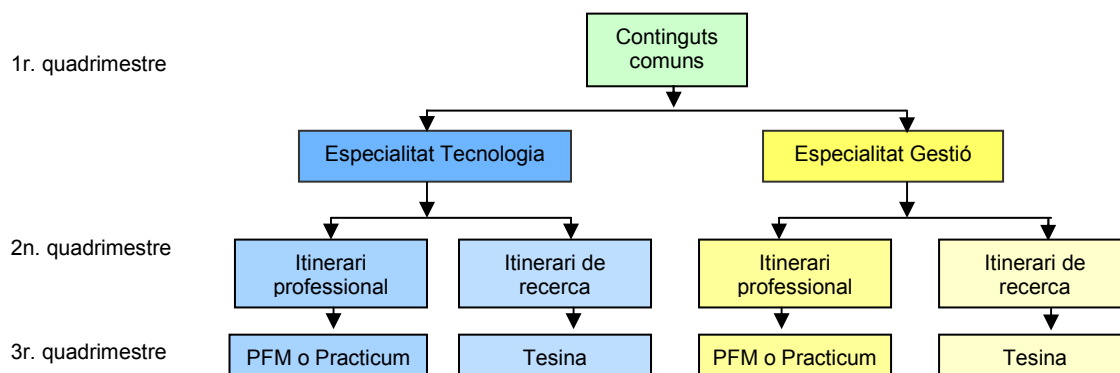 Continguts
comuns
1r. quadrimestre
Especialitat Tecnologia
Especialitat Gestió
2n. quadrimestre
Itinerari
professional
Itinerari de
recerca
Itinerari
professional
Itinerari de
recerca
3r. quadrimestre
PFM o Practicum
Tesina
PFM o Practicum
Tesina